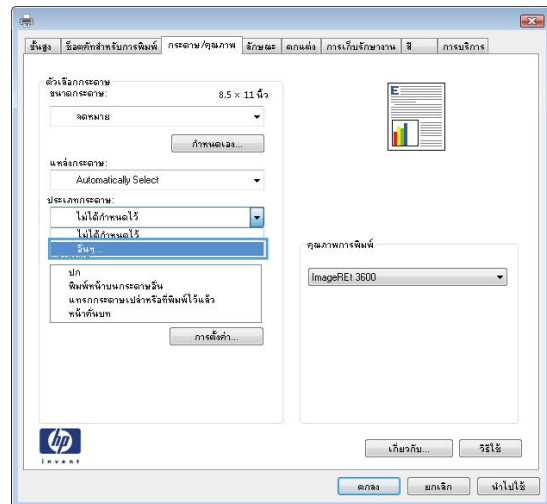 ขั้นสูง ช็อตคัทสำหรับการพิมพ์ กระดาษ/คุณภาพ ลักษณะ ตกแต่ง การเก็บรักษางาน สี การบริการ
ตัวเลือกกระดาษ
ขนาดกระดาษ: 8.5 × 11 นิ้ว
จดหมาย
กำหนดเอง...
แหล่งกระดาษ:
Automatically Select
ประเภทกระดาษ:
ไม่ได้กำหนดไว้
ไม่ได้กำหนดไว้
อื่นๆ...
ปก
พิมพ์หน้าบนกระดาษอื่น
แทรกกระดาษเปล่าหรือที่พิมพ์ไว้แล้ว
หน้าคั่นบท
การตั้งค่า...
E
คุณภาพการพิมพ์
ImageREt 3600
hp
invent
เกี่ยวกับ... วิธีใช้
ตกลง ยกเลิก นำไปใช้